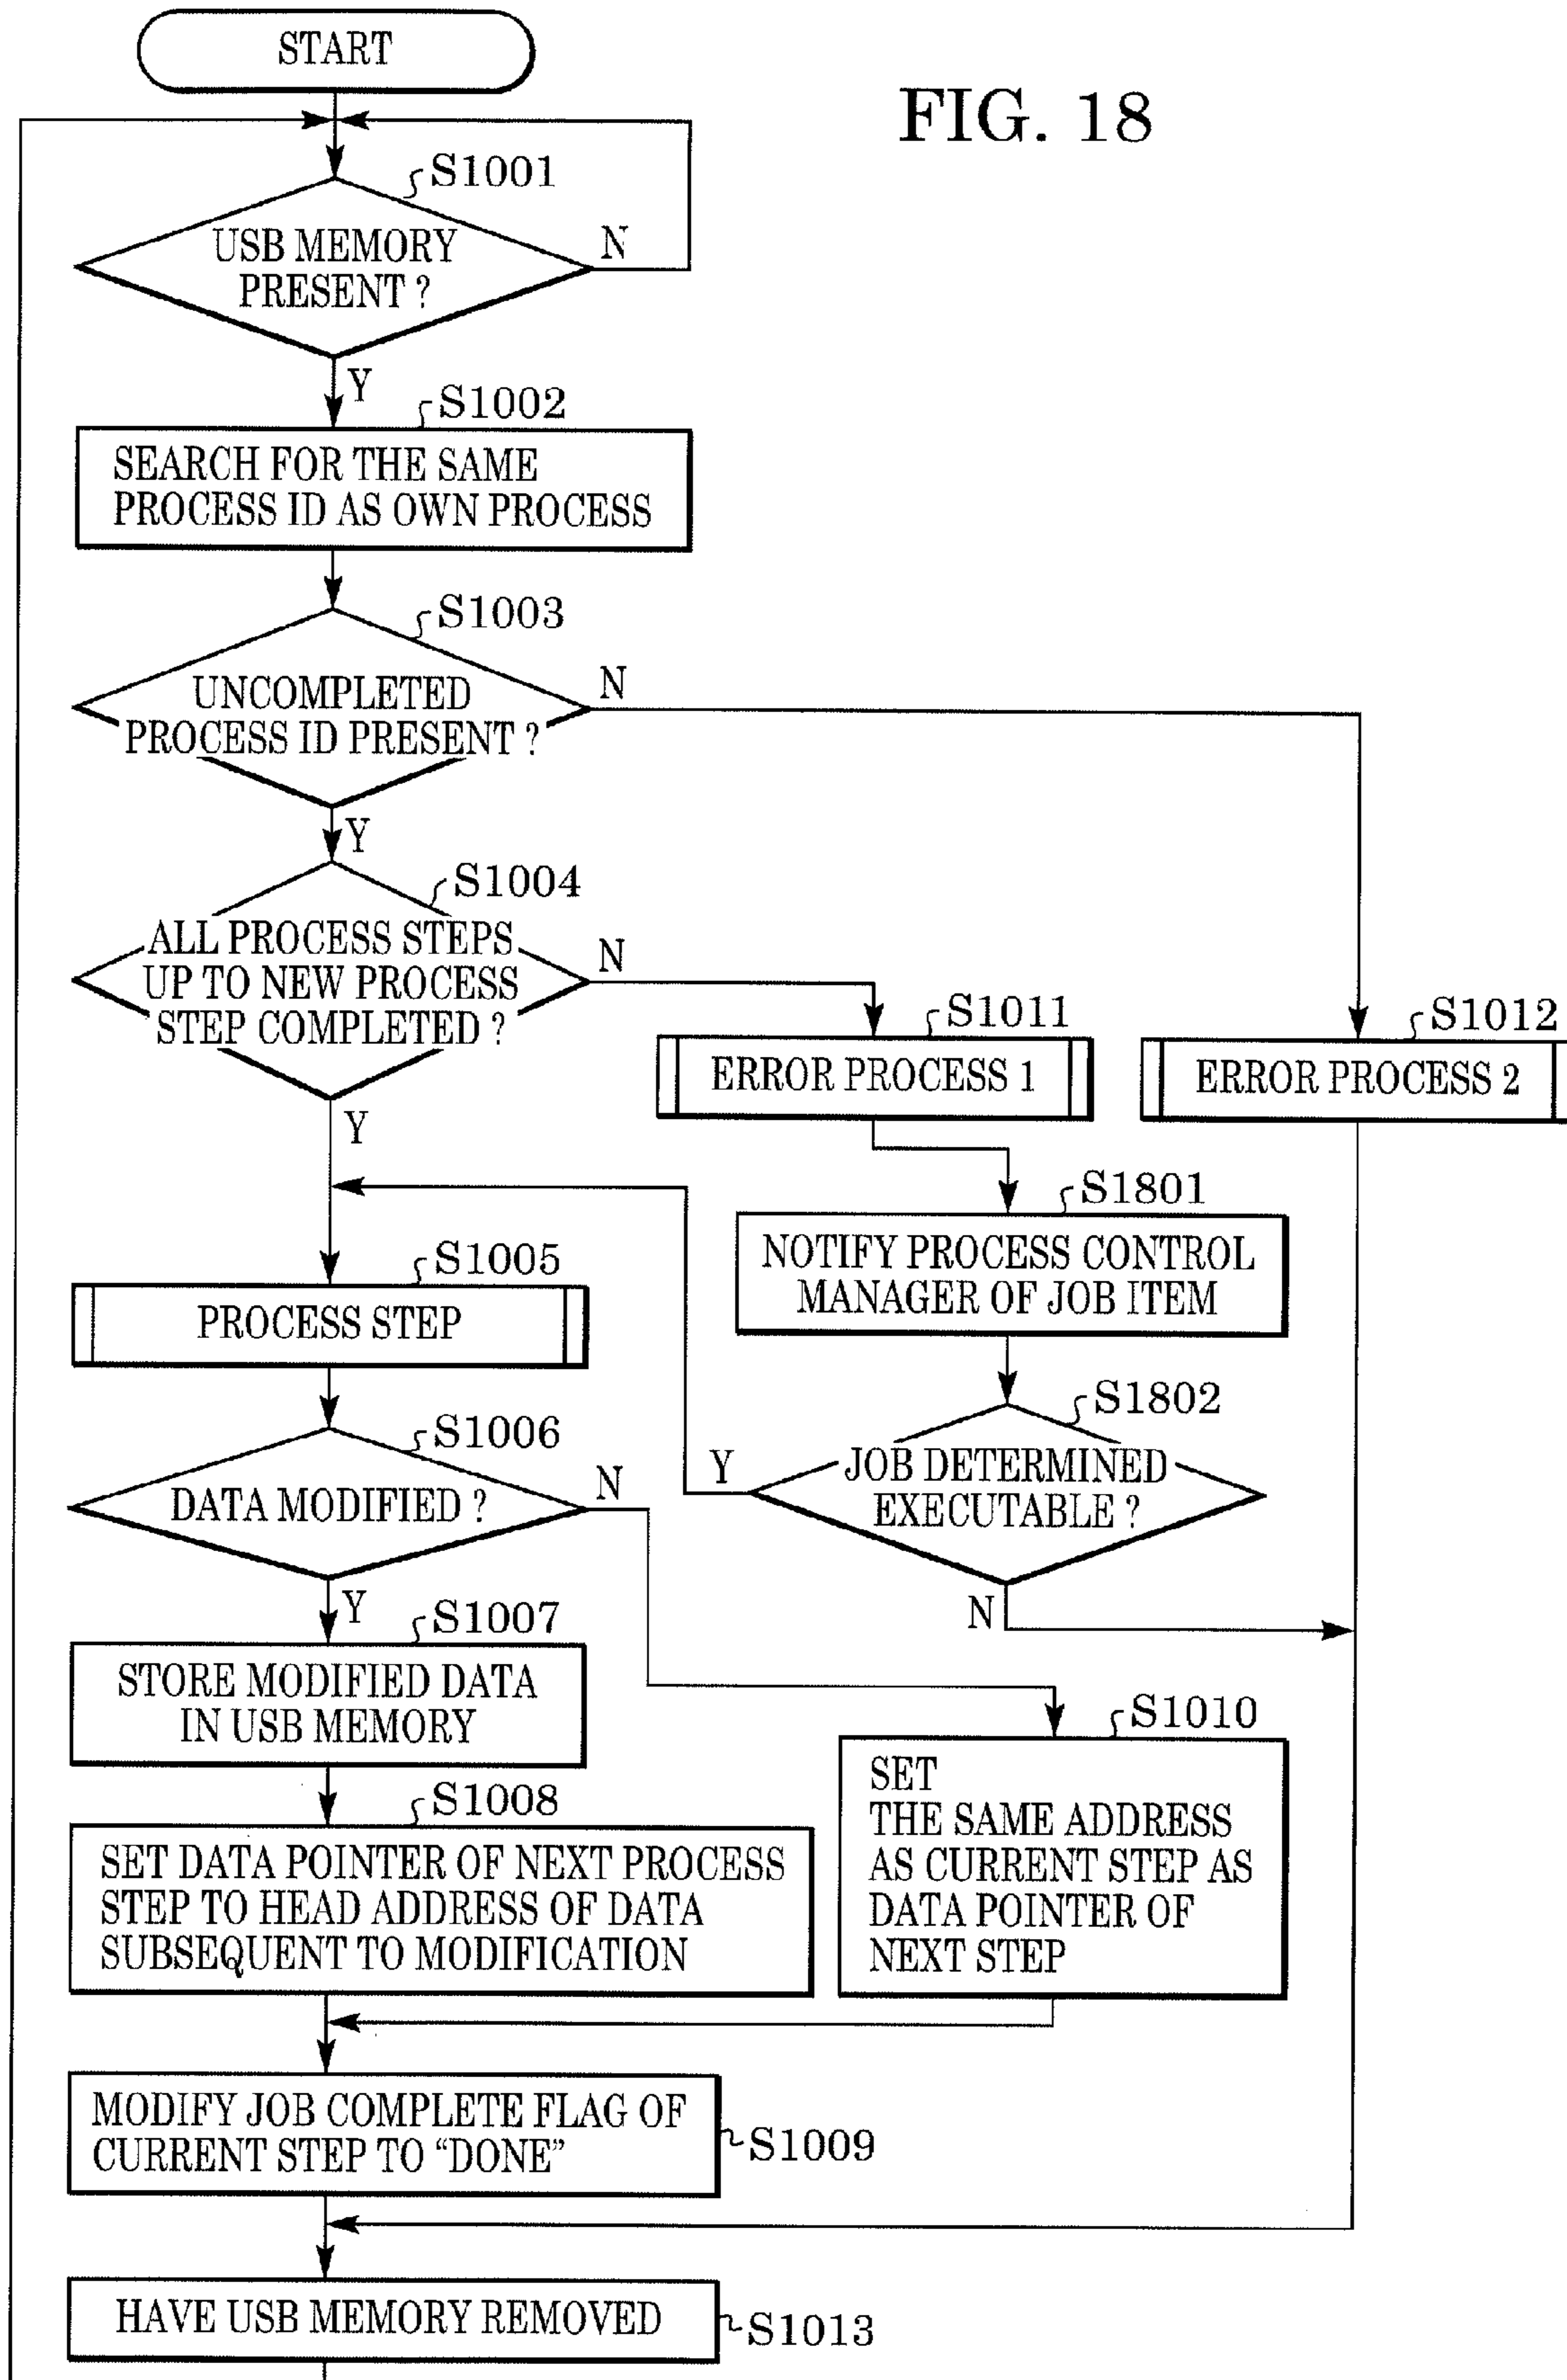 START
FIG. 18
S1001
USB MEMORY
PRESENT ?
N
Y
S1002
SEARCH FOR THE SAME
PROCESS ID AS OWN PROCESS
S1003
UNCOMPLETED
PROCESS ID PRESENT ?
N
Y
S1004
ALL PROCESS STEPS
UP TO NEW PROCESS
STEP COMPLETED ?
N
Y
S1011
ERROR PROCESS 1
S1012
ERROR PROCESS 2
S1801
NOTIFY PROCESS CONTROL
MANAGER OF JOB ITEM
S1005
PROCESS STEP
S1802
JOB DETERMINED
EXECUTABLE ?
Y
N
S1006
DATA MODIFIED ?
N
Y
S1007
STORE MODIFIED DATA
IN USB MEMORY
S1010
SET
THE SAME ADDRESS
AS CURRENT STEP AS
DATA POINTER OF
NEXT STEP
S1008
SET DATA POINTER OF NEXT PROCESS
STEP TO HEAD ADDRESS OF DATA
SUBSEQUENT TO MODIFICATION
MODIFY JOB COMPLETE FLAG OF
CURRENT STEP TO “DONE”
S1009
HAVE USB MEMORY REMOVED
S1013